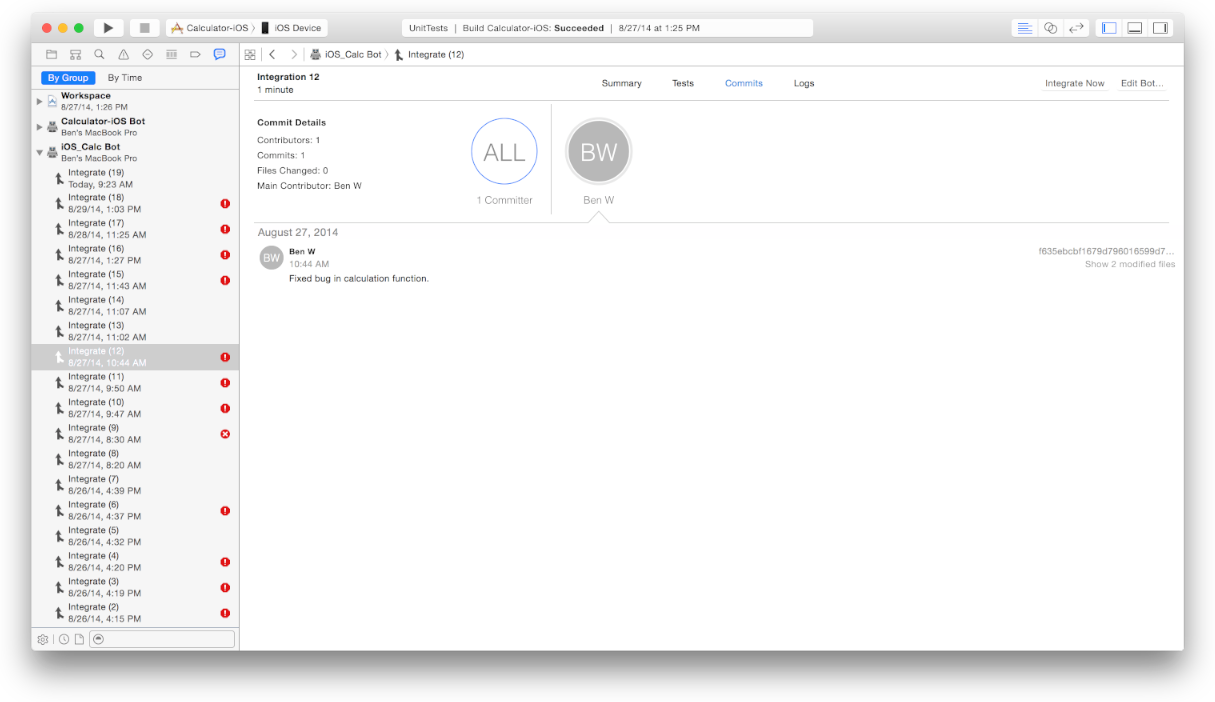 Calculator-iOS 〉 iOS Device
UnitTests | Build Calculator-iOS: Succeeded | 8/27/14 at 1:25 PM
iOS_Calc Bot 〉 Integrate (12)
By Group By Time
Workspace
8/27/14, 1:26 PM
Calculator-iOS Bot
Ben's MacBook Pro
iOS_Calc Bot
Ben's MacBook Pro
Integrate (19)
Today, 9:23 AM
Integrate (18)
8/29/14, 1:03 PM
Integrate (17)
8/28/14, 11:25 AM
Integrate (16)
8/27/14, 1:27 PM
Integrate (15)
8/27/14, 11:43 AM
Integrate (14)
8/27/14, 11:07 AM
Integrate (13)
8/27/14, 11:02 AM
Integrate (12)
8/27/14, 10:44 AM
Integrate (11)
8/27/14, 9:50 AM
Integrate (10)
8/27/14, 9:47 AM
Integrate (9)
8/27/14, 8:30 AM
Integrate (8)
8/27/14, 8:20 AM
Integrate (7)
8/26/14, 4:39 PM
Integrate (6)
8/26/14, 4:37 PM
Integrate (5)
8/26/14, 4:32 PM
Integrate (4)
8/26/14, 4:20 PM
Integrate (3)
8/26/14, 4:19 PM
Integrate (2)
8/26/14, 4:15 PM
Integration 12
1 minute
Summary Tests Commits Logs
Integrate Now Edit Bot...
Commit Details
Contributors: 1
Commits: 1
Files Changed: 0
Main Contributor: Ben W
ALL
1 Committer
BW
Ben W
August 27, 2014
BW
Ben W
10:44 AM
Fixed bug in calculation function.
f635ebcbf1679d796016599d7...
Show 2 modified files